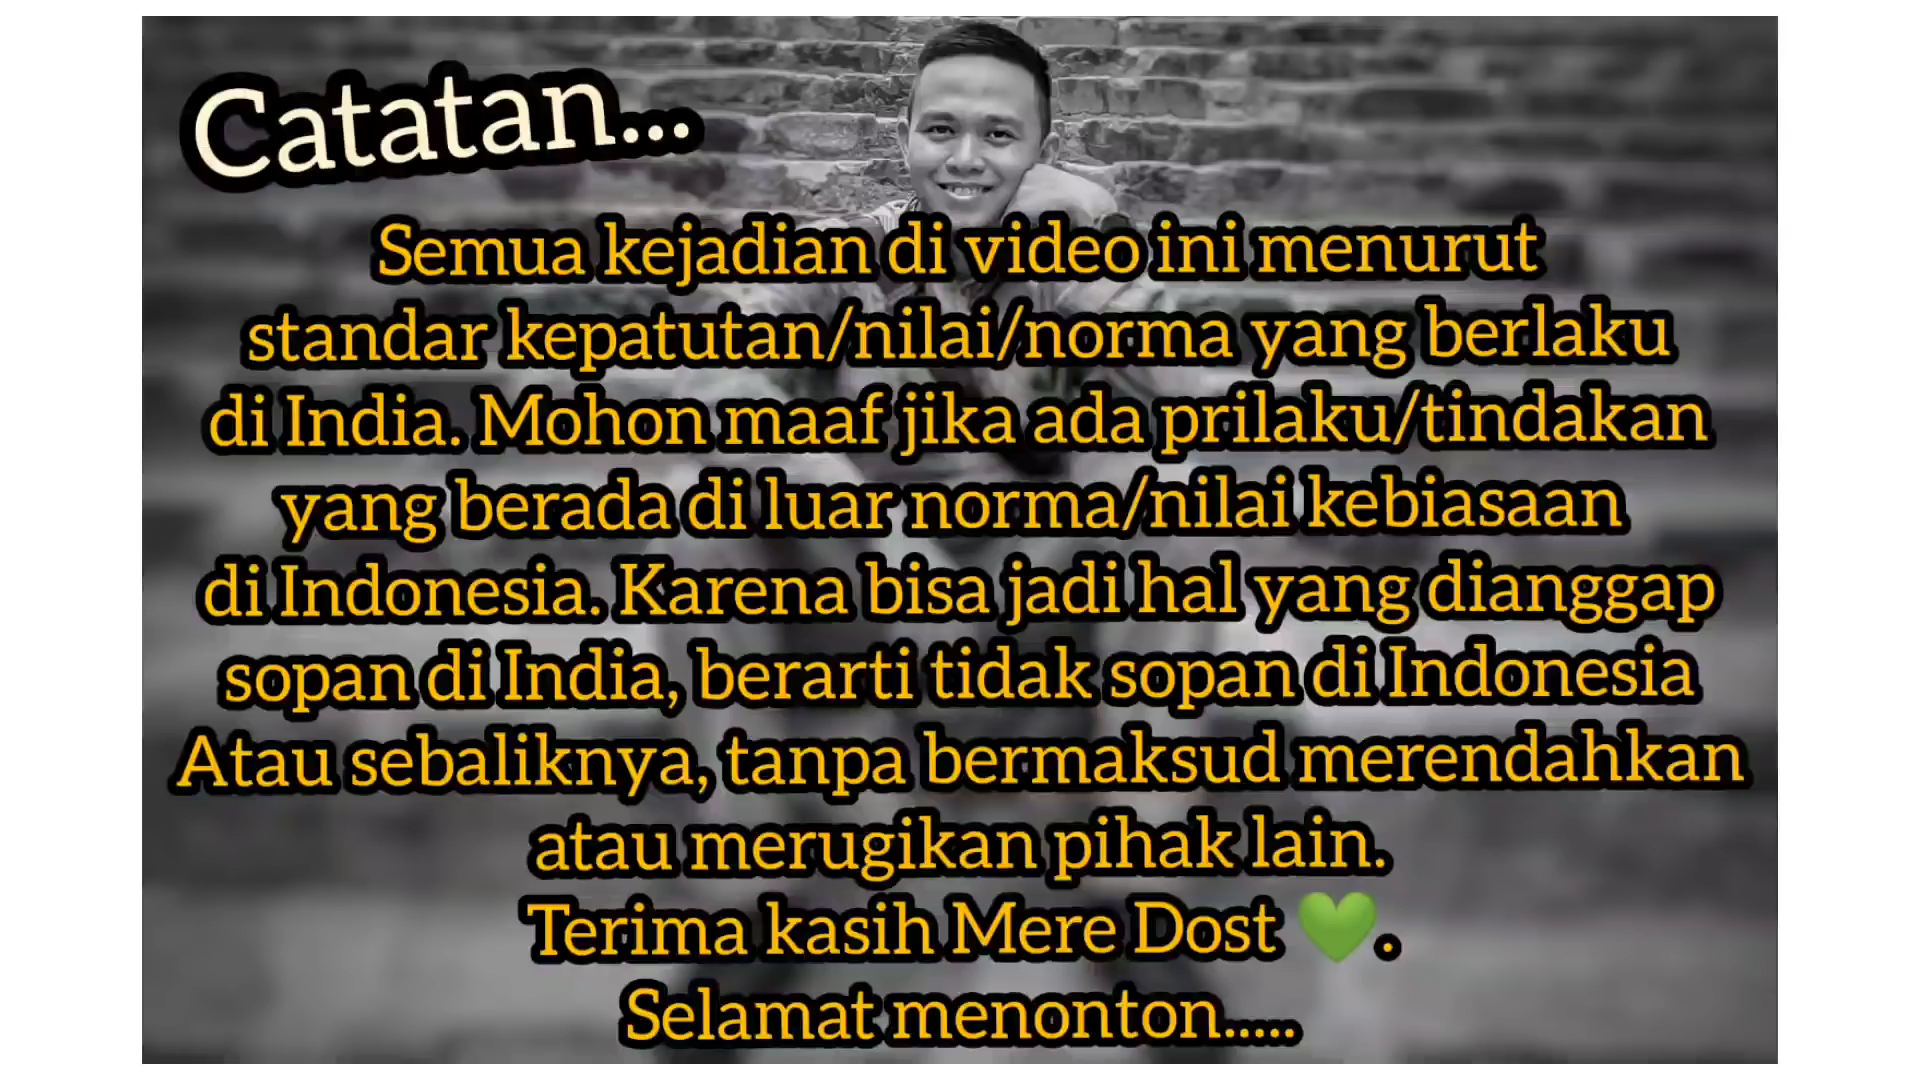 Catatan...
Semua kejadian di video ini menurut
standar kepatutan/nilai/norma yang berlaku
di India. Mohon maaf jika ada prilaku/tindakan
yang berada di luar norma/nilai kebiasaan
di Indonesia. Karena bisa jadi hal yang dianggap
sopan di India, berarti tidak sopan di Indonesia
Atau sebaliknya, tanpa bermaksud merendahkan
atau merugikan pihak lain.
Terima kasih Mere Dost 💚.
Selamat menonton.....